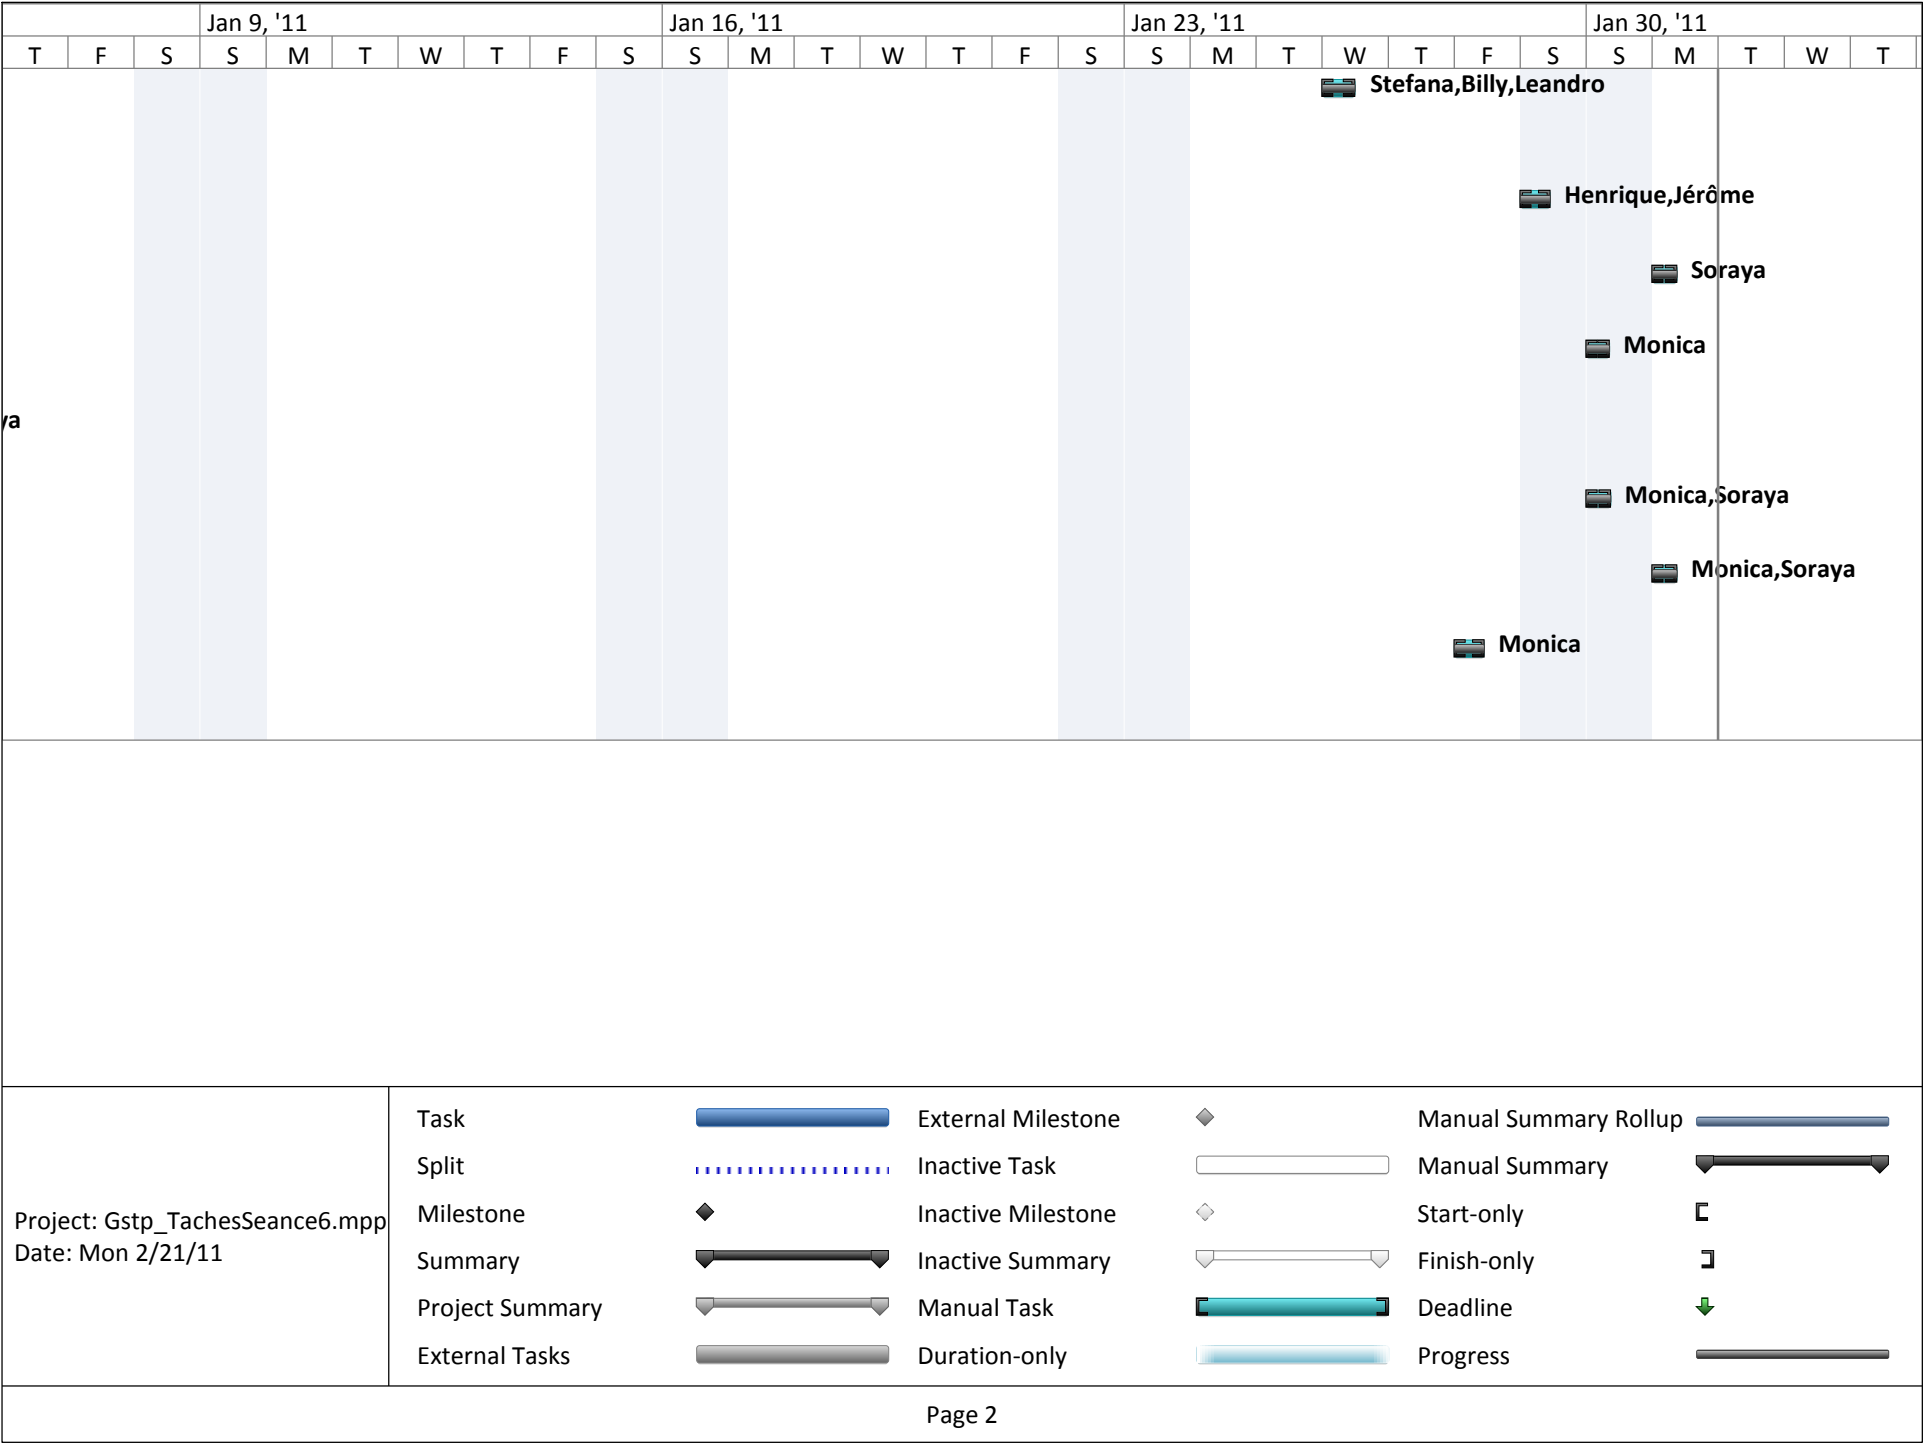 Jan 9, '11 Jan 16, '11 Jan 23, '11 Jan 30, '11
T F S S M T W T F S S M T W T F S S M T W T F S S M T W T
Stefana,Billy,Leandro
Henrique,Jérôme
Soraya
Monica
ya
Monica,Soraya
Monica,Soraya
Monica
Project: Gstp_TachesSeance6.mpp
Date: Mon 2/21/11
Task
Split
Milestone
Summary
Project Summary
External Tasks
External Milestone
Inactive Task
Inactive Milestone
Inactive Summary
Manual Task
Duration-only
Manual Summary Rollup
Manual Summary
Start-only
Finish-only
Deadline
Progress
Page 2